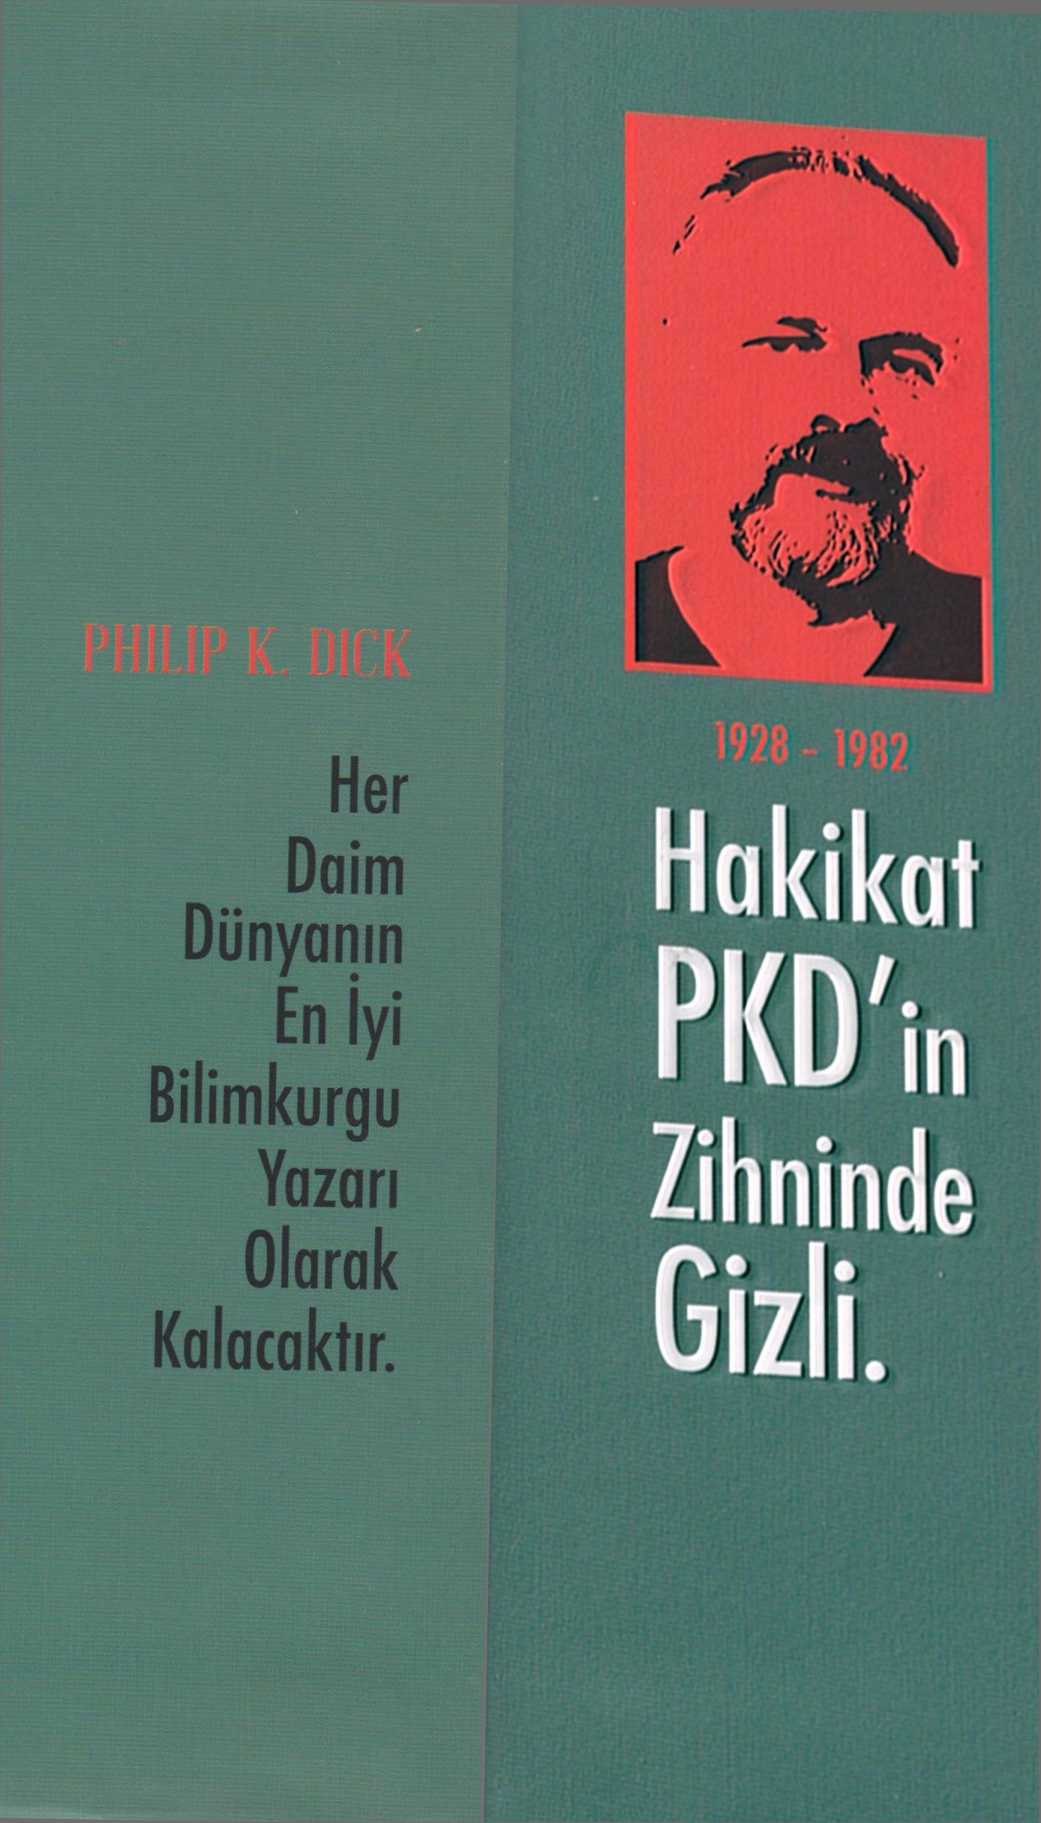 PHILIP K. DICK
Her
Daim
Dünyanın
En İyi
Bilimkurgu
Yazarı
Olarak
Kalacaktır.
1928 - 1982
Hakikat
PKD'in
Zihninde
Gizli.